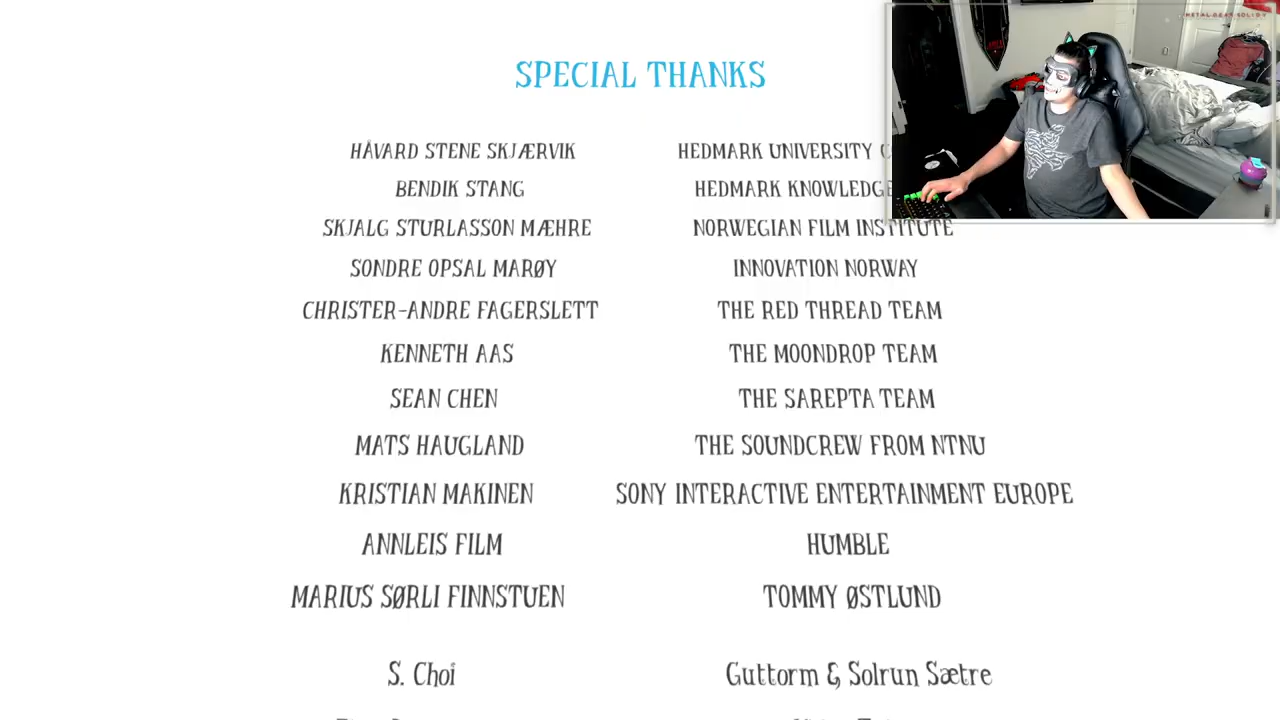 SPECIAL THANKS
HÅVARD STENE SKJÆRVIK
HEDMARK UNIVERSITY
BENDIK STANG
HEDMARK KNOWLEDGE
SKJALG STURLASSON MÆHRE
NORWEGIAN FILM INSTITUTE
SONDRE OPSAL MARØY
INNOVATION NORWAY
CHRISTER-ANDRE FAGERSLETT
THE RED THREAD TEAM
KENNETH AAS
THE MOONDROP TEAM
SEAN CHEN
THE SAREPTA TEAM
MATS HAUGLAND
THE SOUNDCREW FROM NTNU
KRISTIAN MAKINEN
SONY INTERACTIVE ENTERTAINMENT EUROPE
ANNLEIS FILM
HUMBLE
MARIUS SØRLI FINNSTUEN
TOMMY ØSTLUND
S. Choi
Guttorm & Solrun Sætre
METAL GEAR SOLID V